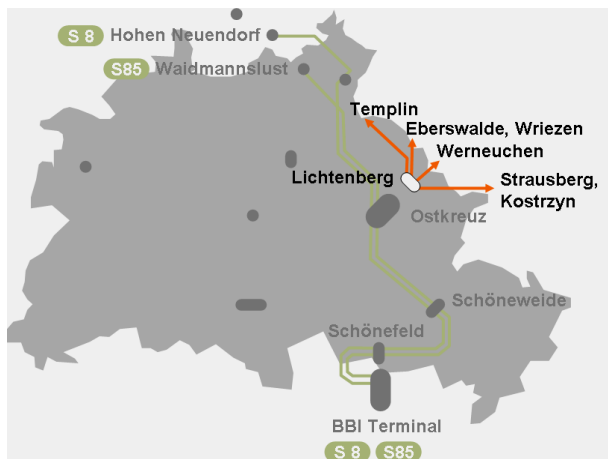 S 8 Hohen Neuendorf
S85 Waidmannslust
Templin
Eberswalde, Wriezen
Werneuchen
Lichtenberg
Strausberg,
Kostrzyn
Ostkreuz
Schöneweide
Schönefeld
BBI Terminal
S 8 S85